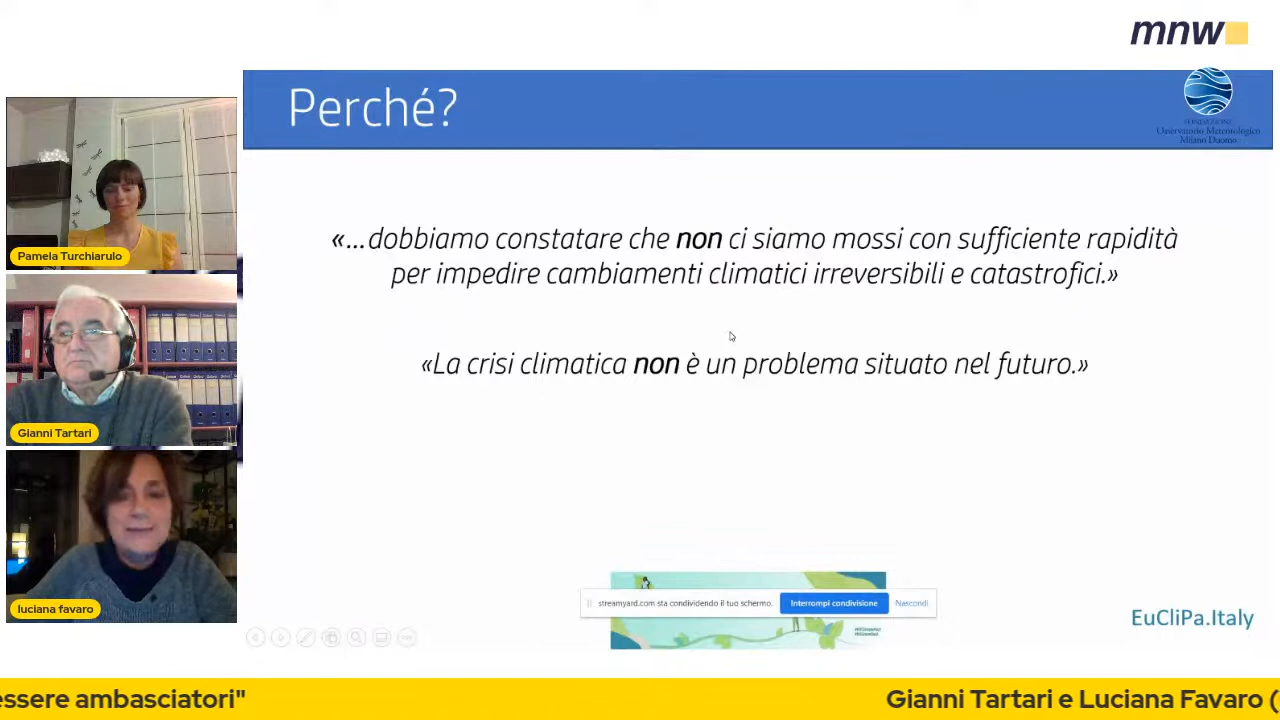 mnw
Perché?
FONDAZIONE
Osservatorio Meteorologico
Milano Duomo
«...dobbiamo constatare che non ci siamo mossi con sufficiente rapidità
per impedire cambiamenti climatici irreversibili e catastrofici.»
«La crisi climatica non è un problema situato nel futuro.»
Pamela Turchiarulo
Gianni Tartari
luciana favaro
streamyard.com sta condividendo il tuo schermo.
Interrompi condivisione
Nascondi
EuCliPa.Italy
essere ambasciatori"
Gianni Tartari e Luciana Favaro (